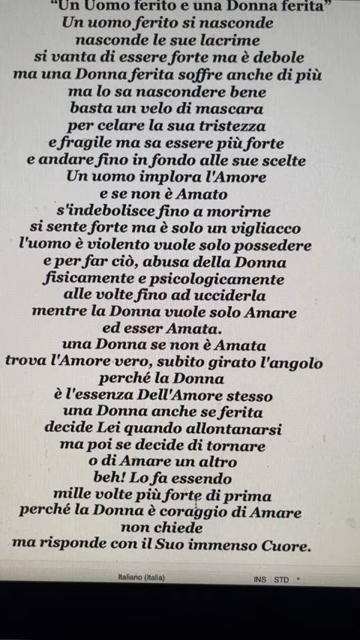 “Un Uomo ferito e una Donna ferita”
Un uomo ferito si nasconde
nasconde le sue lacrime
si vanta di essere forte ma è debole
ma una Donna ferita soffre anche di più
ma lo sa nascondere bene
basta un velo di mascara
per celare la sua tristezza
e fragile ma sa essere più forte
e andare fino in fondo alle sue scelte
Un uomo implora l'Amore
e se non è Amato
s'indebolisce fino a morirne
si sente forte ma è solo un vigliacco
l'uomo è violento vuole solo possedere
e per far ciò, abusa della Donna
fisicamente e psicologicamente
alle volte fino ad ucciderla
mentre la Donna vuole solo Amare
ed esser Amata.
una Donna se non è Amata
trova l'Amore vero, subito girato l'angolo
perché la Donna
è l'essenza Dell'Amore stesso
una Donna anche se ferita
decide Lei quando allontanarsi
ma poi se decide di tornare
o di Amare un altro
beh! Lo fa essendo
mille volte più forte di prima
perché la Donna è coraggio di Amare
non chiede
ma risponde con il Suo immenso Cuore.
Italiano (Italia) INS STD *